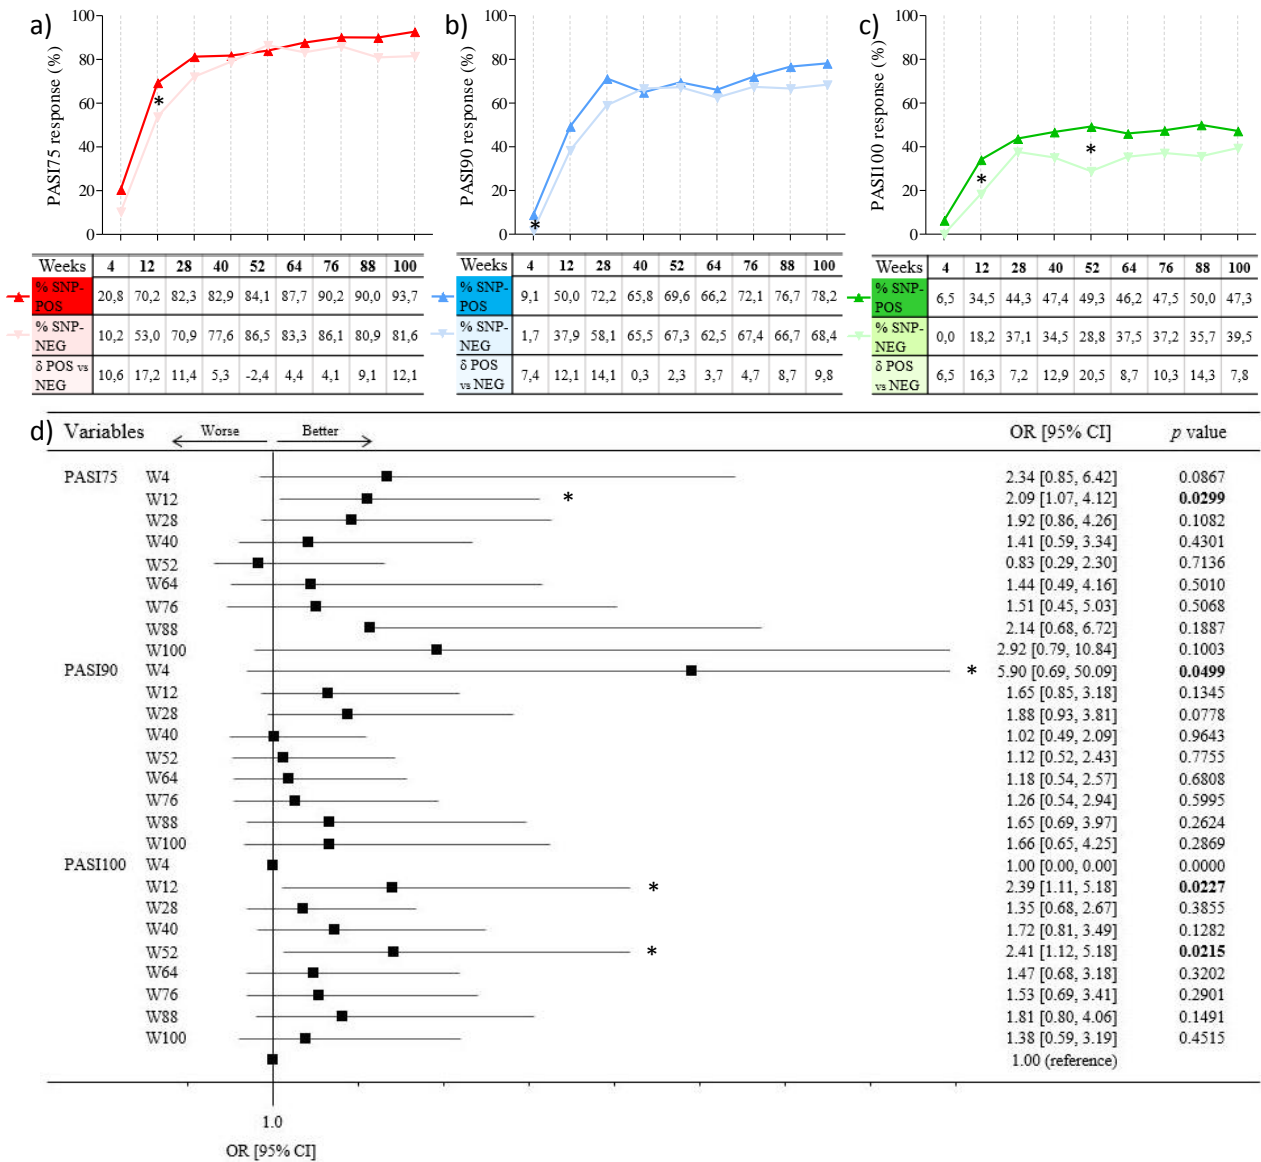 a)
PASI75 response (%)
100
80
60
40
20
0
*
Weeks 4 12 28 40 52 64 76 88 100
% SNP-POS 20,8 70,2 82,3 82,9 84,1 87,7 90,2 90,0 93,7
% SNP-NEG 10,2 53,0 70,9 77,6 86,5 83,3 86,1 80,9 81,6
δ POS vs NEG 10,6 17,2 11,4 5,3 -2,4 4,4 4,1 9,1 12,1
b)
PASI90 response (%)
100
80
60
40
20
0
*
Weeks 4 12 28 40 52 64 76 88 100
% SNP-POS 9,1 50,0 72,2 65,8 69,6 66,2 72,1 76,7 78,2
% SNP-NEG 1,7 37,9 58,1 65,5 67,3 62,5 67,4 66,7 68,4
δ POS vs NEG 7,4 12,1 14,1 0,3 2,3 3,7 4,7 8,7 9,8
c)
PASI100 response (%)
100
80
60
40
20
0
*
*
Weeks 4 12 28 40 52 64 76 88 100
% SNP-POS 6,5 34,5 44,3 47,4 49,3 46,2 47,5 50,0 47,3
% SNP-NEG 0,0 18,2 37,1 34,5 28,8 37,5 37,2 35,7 39,5
δ POS vs NEG 6,5 16,3 7,2 12,9 20,5 8,7 10,3 14,3 7,8
d)
Variables Worse Better OR [95% CI] p value
PASI75 W4 2.34 [0.85, 6.42] 0.0867
W12 * 2.09 [1.07, 4.12] 0.0299
W28 1.92 [0.86, 4.26] 0.1082
W40 1.41 [0.59, 3.34] 0.4301
W52 0.83 [0.29, 2.30] 0.7136
W64 1.44 [0.49, 4.16] 0.5010
W76 1.51 [0.45, 5.03] 0.5068
W88 2.14 [0.68, 6.72] 0.1887
W100 2.92 [0.79, 10.84] 0.1003
PASI90 W4 * 5.90 [0.69, 50.09] 0.0499
W12 1.65 [0.85, 3.18] 0.1345
W28 1.88 [0.93, 3.81] 0.0778
W40 1.02 [0.49, 2.09] 0.9643
W52 1.12 [0.52, 2.43] 0.7755
W64 1.18 [0.54, 2.57] 0.6808
W76 1.26 [0.54, 2.94] 0.5995
W88 1.65 [0.69, 3.97] 0.2624
W100 1.66 [0.65, 4.25] 0.2869
PASI100 W4 1.00 [0.00, 0.00] 0.0000
W12 * 2.39 [1.11, 5.18] 0.0227
W28 1.35 [0.68, 2.67] 0.3855
W40 1.72 [0.81, 3.49] 0.1282
W52 * 2.41 [1.12, 5.18] 0.0215
W64 1.47 [0.68, 3.18] 0.3202
W76 1.53 [0.69, 3.41] 0.2901
W88 1.81 [0.80, 4.06] 0.1491
W100 1.38 [0.59, 3.19] 0.4515
1.00 (reference)
1.0
OR [95% CI]